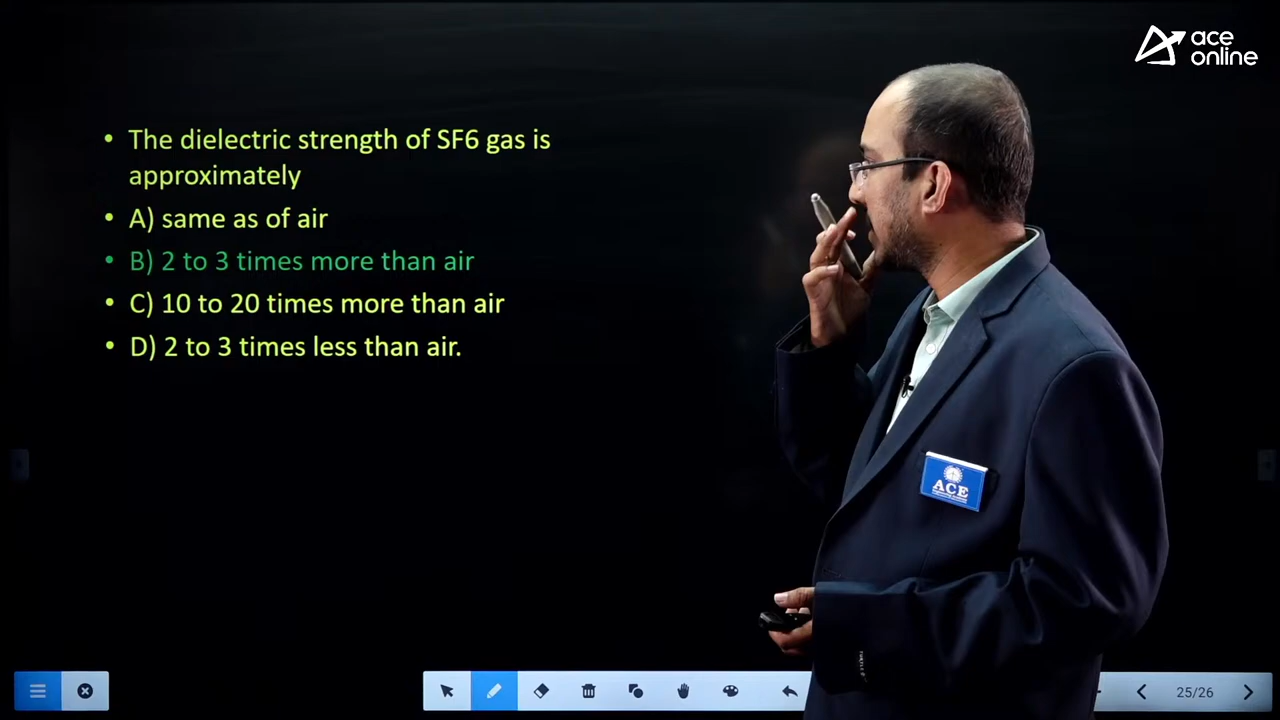 ace
online
• The dielectric strength of SF6 gas is
approximately
• A) same as of air
• B) 2 to 3 times more than air
• C) 10 to 20 times more than air
• D) 2 to 3 times less than air.
ACE
25/26